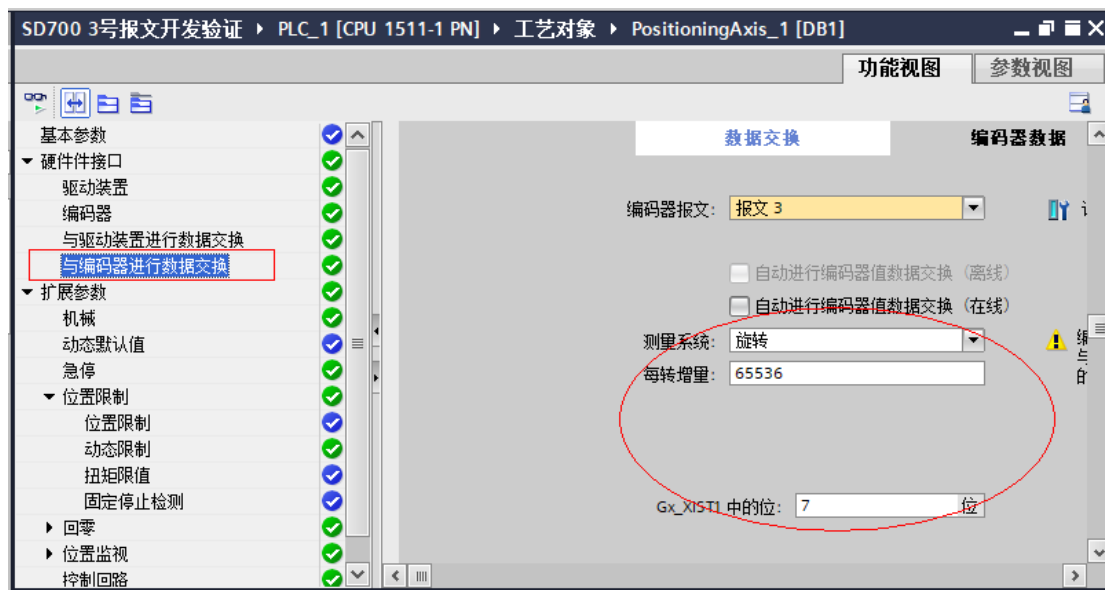 SD700 3号报文开发验证 ▸ PLC_1 [CPU 1511-1 PN] ▸ 工艺对象 ▸ PositioningAxis_1 [DB1]
功能视图 参数视图
基本参数
硬件件接口
驱动装置
编码器
与驱动装置进行数据交换
与编码器进行数据交换
扩展参数
机械
动态默认值
急停
位置限制
位置限制
动态限制
扭矩限值
固定停止检测
回零
位置监视
控制回路
数据交换 编码器数据
编码器报文: 报文 3
自动进行编码器值数据交换 (离线)
自动进行编码器值数据交换 (在线)
测量系统: 旋转
每转增量: 65536
与
的
Gx_XIST1 中的位: 7 位